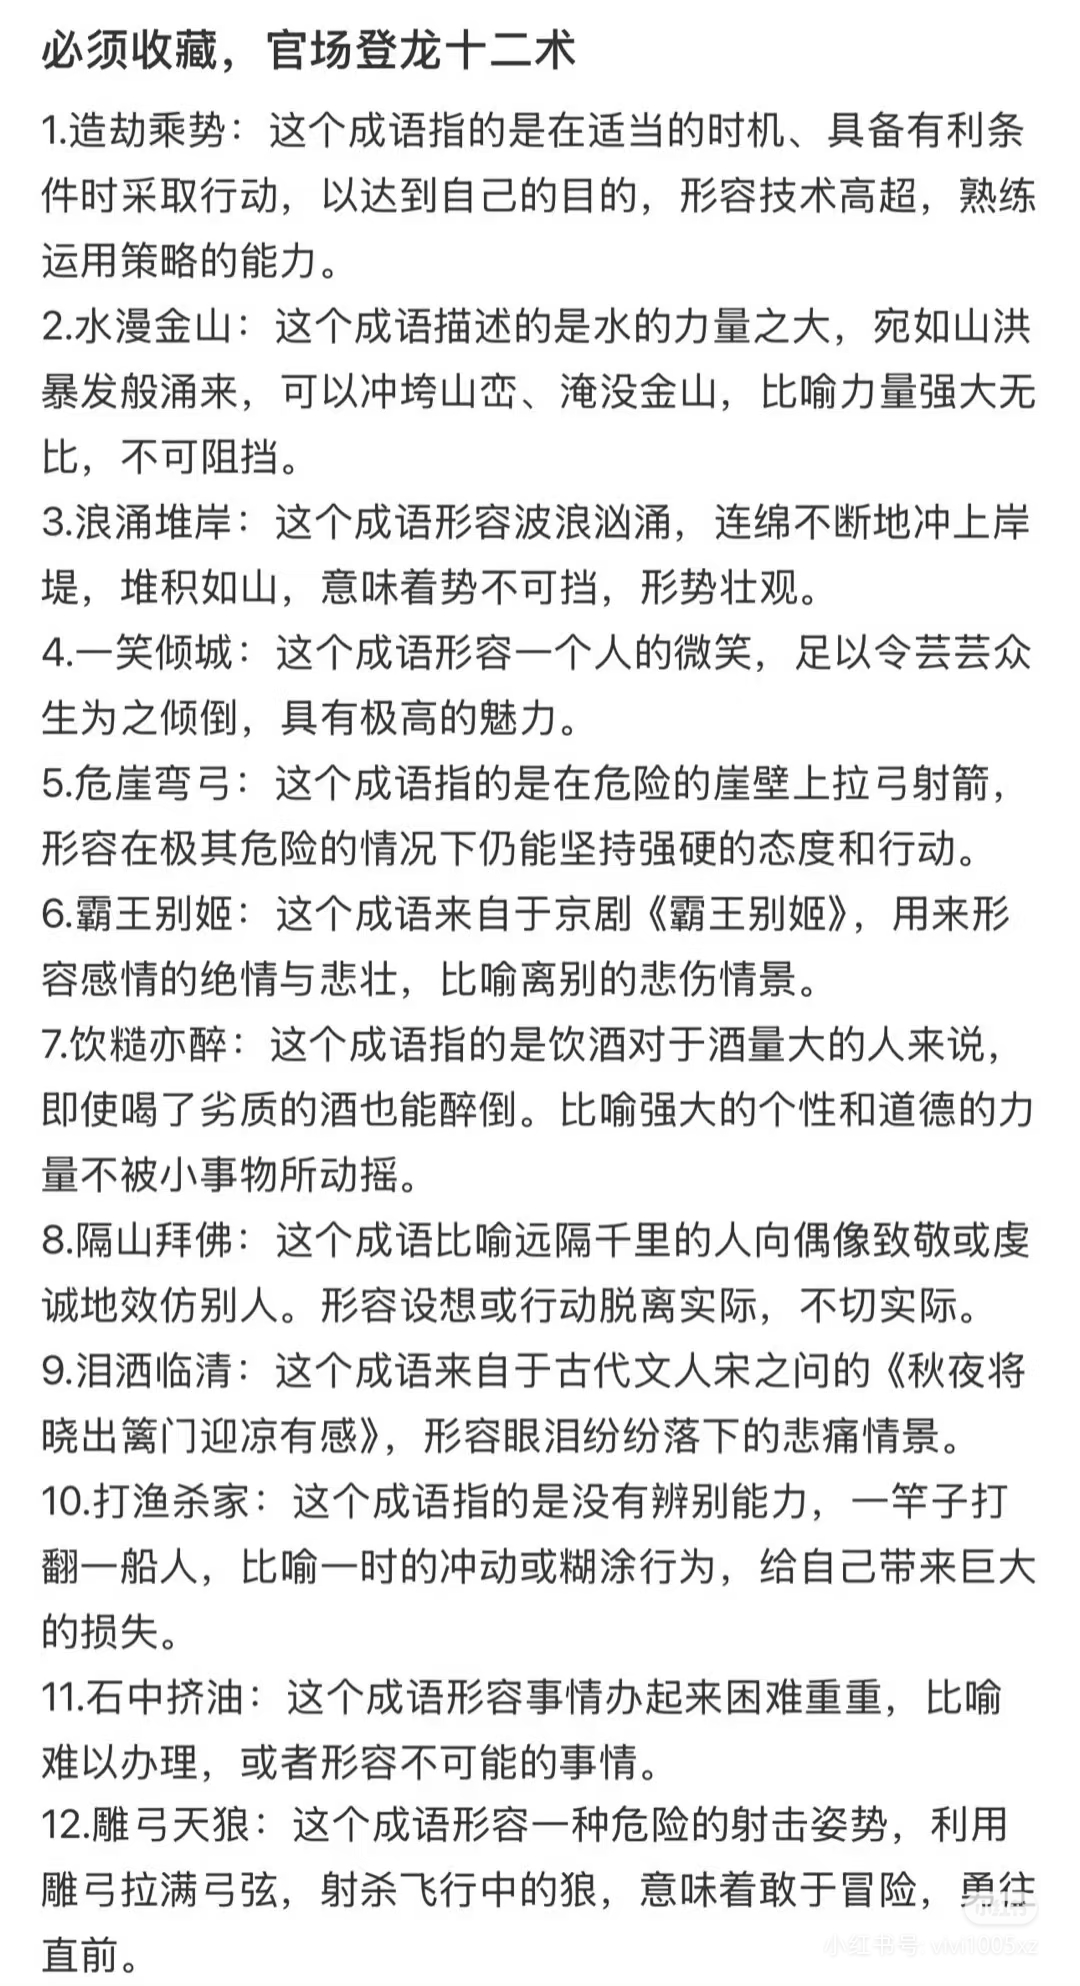 必须收藏，官场登龙十二术
1.造劫乘势：这个成语指的是在适当的时机、具备有利条
件时采取行动，以达到自己的目的，形容技术高超，熟练
运用策略的能力。
2.水漫金山：这个成语描述的是水的力量之大，宛如山洪
暴发般涌来，可以冲垮山峦、淹没金山，比喻力量强大无
比，不可阻挡。
3.浪涌堆岸：这个成语形容波浪汹涌，连绵不断地冲上岸
堤，堆积如山，意味着势不可挡，形势壮观。
4.一笑倾城：这个成语形容一个人的微笑，足以令芸芸众
生为之倾倒，具有极高的魅力。
5.危崖弯弓：这个成语指的是在危险的崖壁上拉弓射箭，
形容在极其危险的情况下仍能坚持强硬的态度和行动。
6.霸王别姬：这个成语来自于京剧《霸王别姬》，用来形
容感情的绝情与悲壮，比喻离别的悲伤情景。
7.饮糙亦醉：这个成语指的是饮酒对于酒量大的人来说，
即使喝了劣质的酒也能醉倒。比喻强大的个性和道德的力
量不被小事物所动摇。
8.隔山拜佛：这个成语比喻远隔千里的人向偶像致敬或虔
诚地效仿别人。形容设想或行动脱离实际，不切实际。
9.泪洒临清：这个成语来自于古代文人宋之问的《秋夜将
晓出篱门迎凉有感》，形容眼泪纷纷落下的悲痛情景。
10.打渔杀家：这个成语指的是没有辨别能力，一竿子打
翻一船人，比喻一时的冲动或糊涂行为，给自己带来巨大
的损失。
11.石中挤油：这个成语形容事情办起来困难重重，比喻
难以办理，或者形容不可能的事情。
12.雕弓天狼：这个成语形容一种危险的射击姿势，利用
雕弓拉满弓弦，射杀飞行中的狼，意味着敢于冒险，勇往
直前。
小红书
小红书号: vivi1005xz